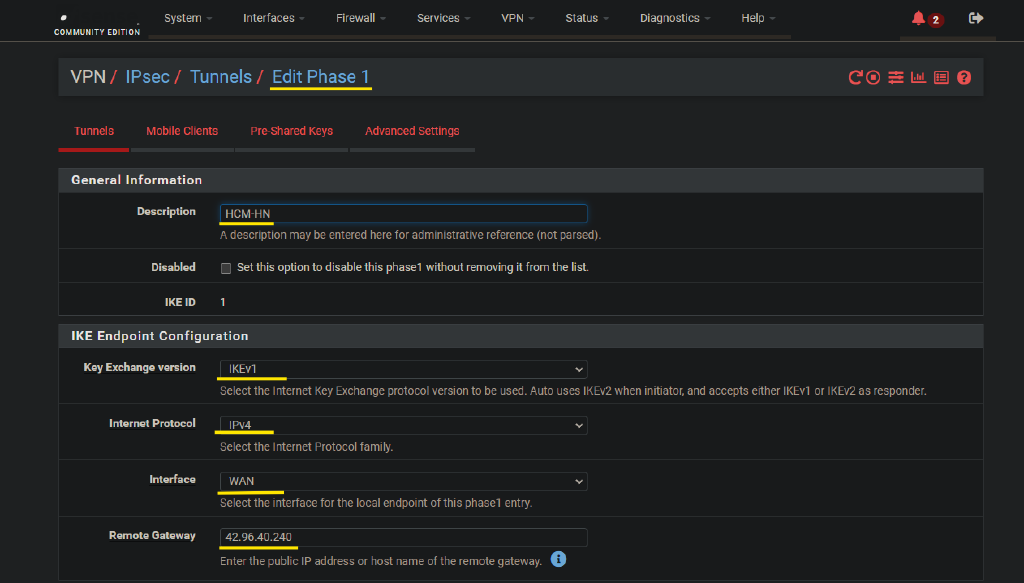 COMMUNITY EDITION
System Interfaces Firewall Services VPN Status Diagnostics Help 2
VPN / IPsec / Tunnels / Edit Phase 1
Tunnels Mobile Clients Pre-Shared Keys Advanced Settings
General Information
Description HCM-HN
A description may be entered here for administrative reference (not parsed).
Disabled Set this option to disable this phase1 without removing it from the list.
IKE ID 1
IKE Endpoint Configuration
Key Exchange version IKEv1
Select the Internet Key Exchange protocol version to be used. Auto uses IKEv2 when initiator, and accepts either IKEv1 or IKEv2 as responder.
Internet Protocol IPv4
Select the Internet Protocol family.
Interface WAN
Select the interface for the local endpoint of this phase1 entry.
Remote Gateway 42.96.40.240
Enter the public IP address or host name of the remote gateway.